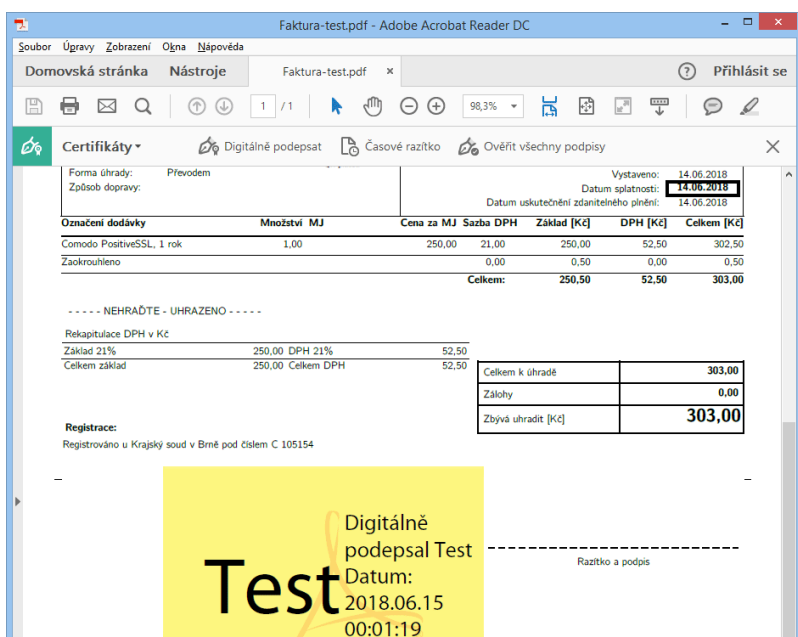 Faktura-test.pdf - Adobe Acrobat Reader DC
Soubor Úpravy Zobrazení Okna Nápověda
Domovská stránka Nástroje Faktura-test.pdf × ? Přihlásit se
1 / 1 98,3%
Certifikáty Digitálně podepsat Časové razítko Ověřit všechny podpisy
Forma úhrady: Převodem Vystaveno: 14.06.2018
Způsob dopravy: Datum splatnosti: 14.06.2018
Datum uskutečnění zdanitelného plnění: 14.06.2018
Označení dodávky Množství MJ Cena za MJ Sazba DPH Základ [Kč] DPH [Kč] Celkem [Kč]
Comodo PositiveSSL, 1 rok 1,00 250,00 21,00 250,00 52,50 302,50
Zaokrouhleno 0,00 0,50 0,00 0,50
Celkem: 250,50 52,50 303,00
- - - - - NEHRAĎTE - UHRAZENO - - - - -
Rekapitulace DPH v Kč
Základ 21% 250,00 DPH 21% 52,50
Celkem základ 250,00 Celkem DPH 52,50
Celkem k úhradě 303,00
Zálohy 0,00
Zbývá uhradit [Kč] 303,00
Registrace:
Registrováno u Krajský soud v Brně pod číslem C 105154
Test
Digitálně
podepsal Test
Datum:
2018.06.15
00:01:19
Razítko a podpis